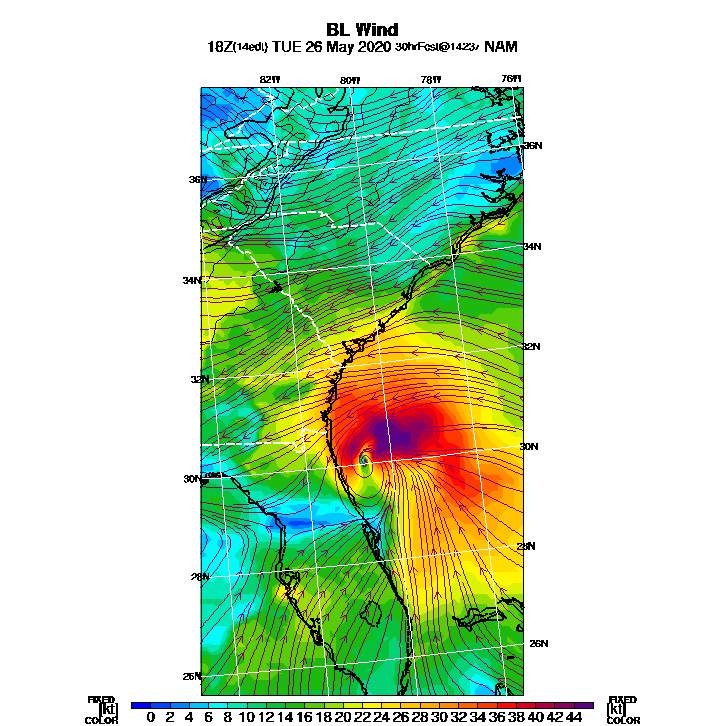 BL Wind
18Z(14edt) TUE 26 May 2020 30hrFcst@1423z NAM
82W 80W 78W 76W
36N
36N
34N
34N
32N
32N
30N
30N
28N
28N
26N
26N
FIXED FIXED
[kt] 0 2 4 6 8 10 12 14 16 18 20 22 24 26 28 30 32 34 36 38 40 42 44 [kt]
COLOR COLOR